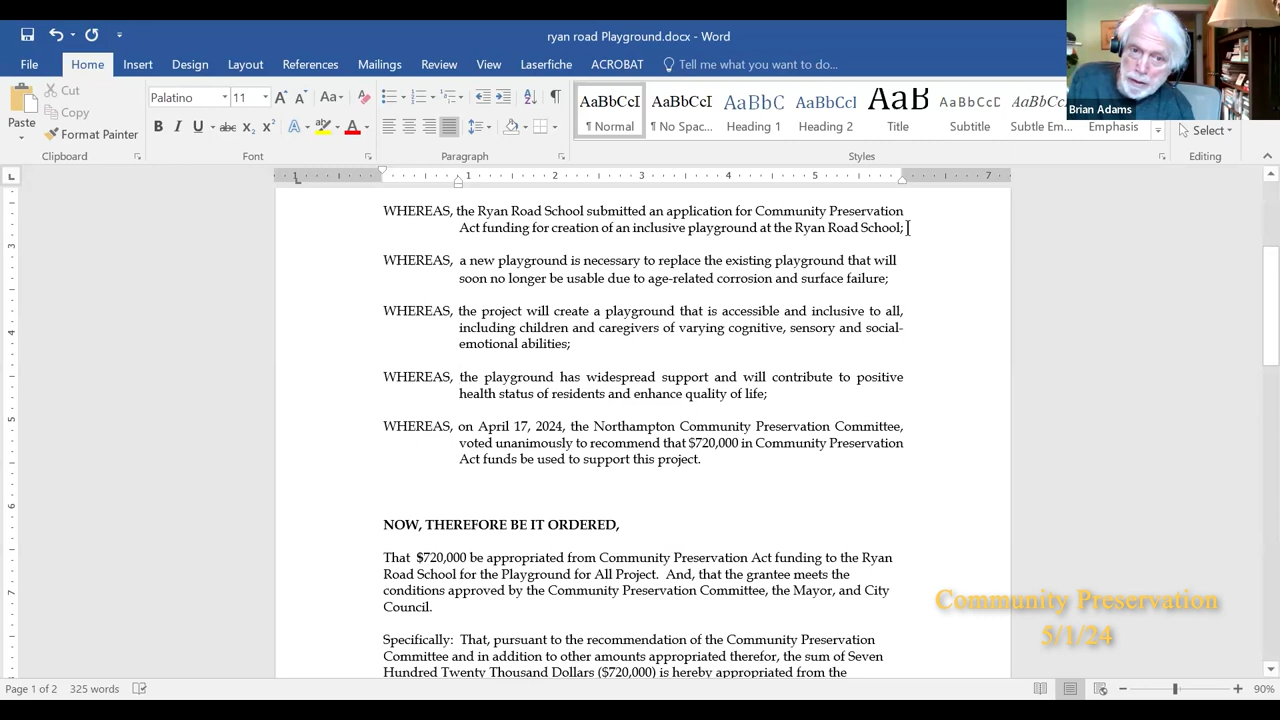 ryan road Playground.docx - Word
File Home Insert Design Layout References Mailings Review View Laserfiche ACROBAT Tell me what you want to do...
Brian Adams
Paste
Cut
Copy
Format Painter
Clipboard
Palatino 11
Font
Paragraph
AaBbCcI AaBbCcI AaBbC AaBbCcI AaB AaBbCcD AaBbCcI
¶ Normal ¶ No Spac... Heading 1 Heading 2 Title Subtitle Subtle Em... Emphasis
Styles
Select
Editing
1 1 2 3 4 5 7
3
4
5
6
7
WHEREAS, the Ryan Road School submitted an application for Community Preservation
Act funding for creation of an inclusive playground at the Ryan Road School;
WHEREAS, a new playground is necessary to replace the existing playground that will
soon no longer be usable due to age-related corrosion and surface failure;
WHEREAS, the project will create a playground that is accessible and inclusive to all,
including children and caregivers of varying cognitive, sensory and social-
emotional abilities;
WHEREAS, the playground has widespread support and will contribute to positive
health status of residents and enhance quality of life;
WHEREAS, on April 17, 2024, the Northampton Community Preservation Committee,
voted unanimously to recommend that $720,000 in Community Preservation
Act funds be used to support this project.
NOW, THEREFORE BE IT ORDERED,
That $720,000 be appropriated from Community Preservation Act funding to the Ryan
Road School for the Playground for All Project. And, that the grantee meets the
conditions approved by the Community Preservation Committee, the Mayor, and City
Council.
Specifically: That, pursuant to the recommendation of the Community Preservation
Committee and in addition to other amounts appropriated therefor, the sum of Seven
Hundred Twenty Thousand Dollars ($720,000) is hereby appropriated from the
Community Preservation
5/1/24
Page 1 of 2 325 words
90%